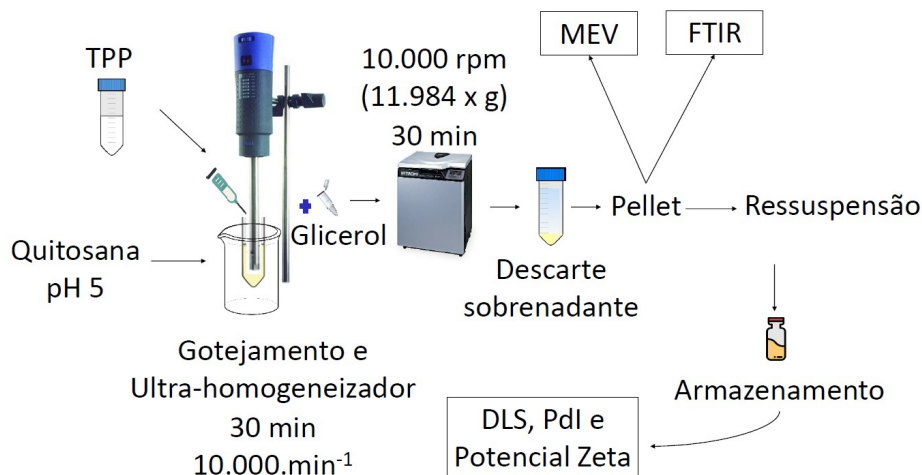 TPP
Quitosana
pH 5
Gotejamento e
Ultra-homogeneizador
30 min
10.000.min⁻¹
Glicerol
10.000 rpm
(11.984 x g)
30 min
HITACHI
Descarte
sobrenadante
MEV
FTIR
Pellet
Ressuspensão
Armazenamento
DLS, PdI e
Potencial Zeta